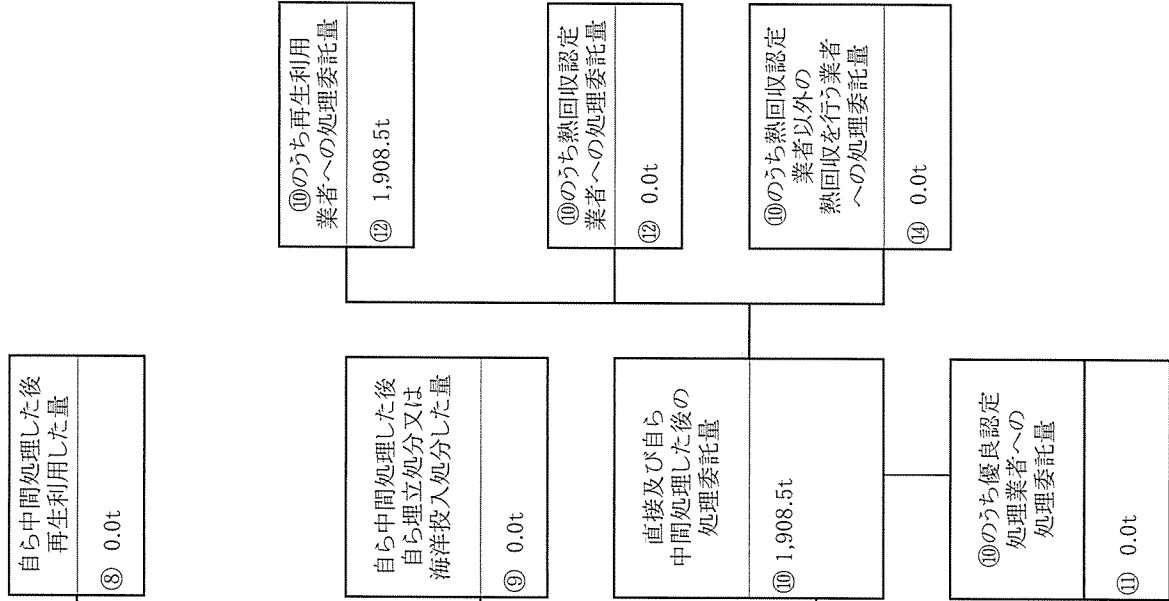 自ら中間処理した後
再生利用した量
⑧ 0.0t
自ら中間処理した後
自ら埋立処分又は
海洋投入処分した量
⑨ 0.0t
直接及び自ら
中間処理した後の
処理委託量
⑩ 1,908.5t
⑩のうち優良認定
処理業者への
処理委託量
⑪ 0.0t
⑩のうち再生利用
業者への処理委託量
⑫ 1,908.5t
⑩のうち熱回収認定
業者への処理委託量
⑫ 0.0t
⑩のうち熱回収認定
業者以外の
熱回収を行う業者
への処理委託量
⑭ 0.0t